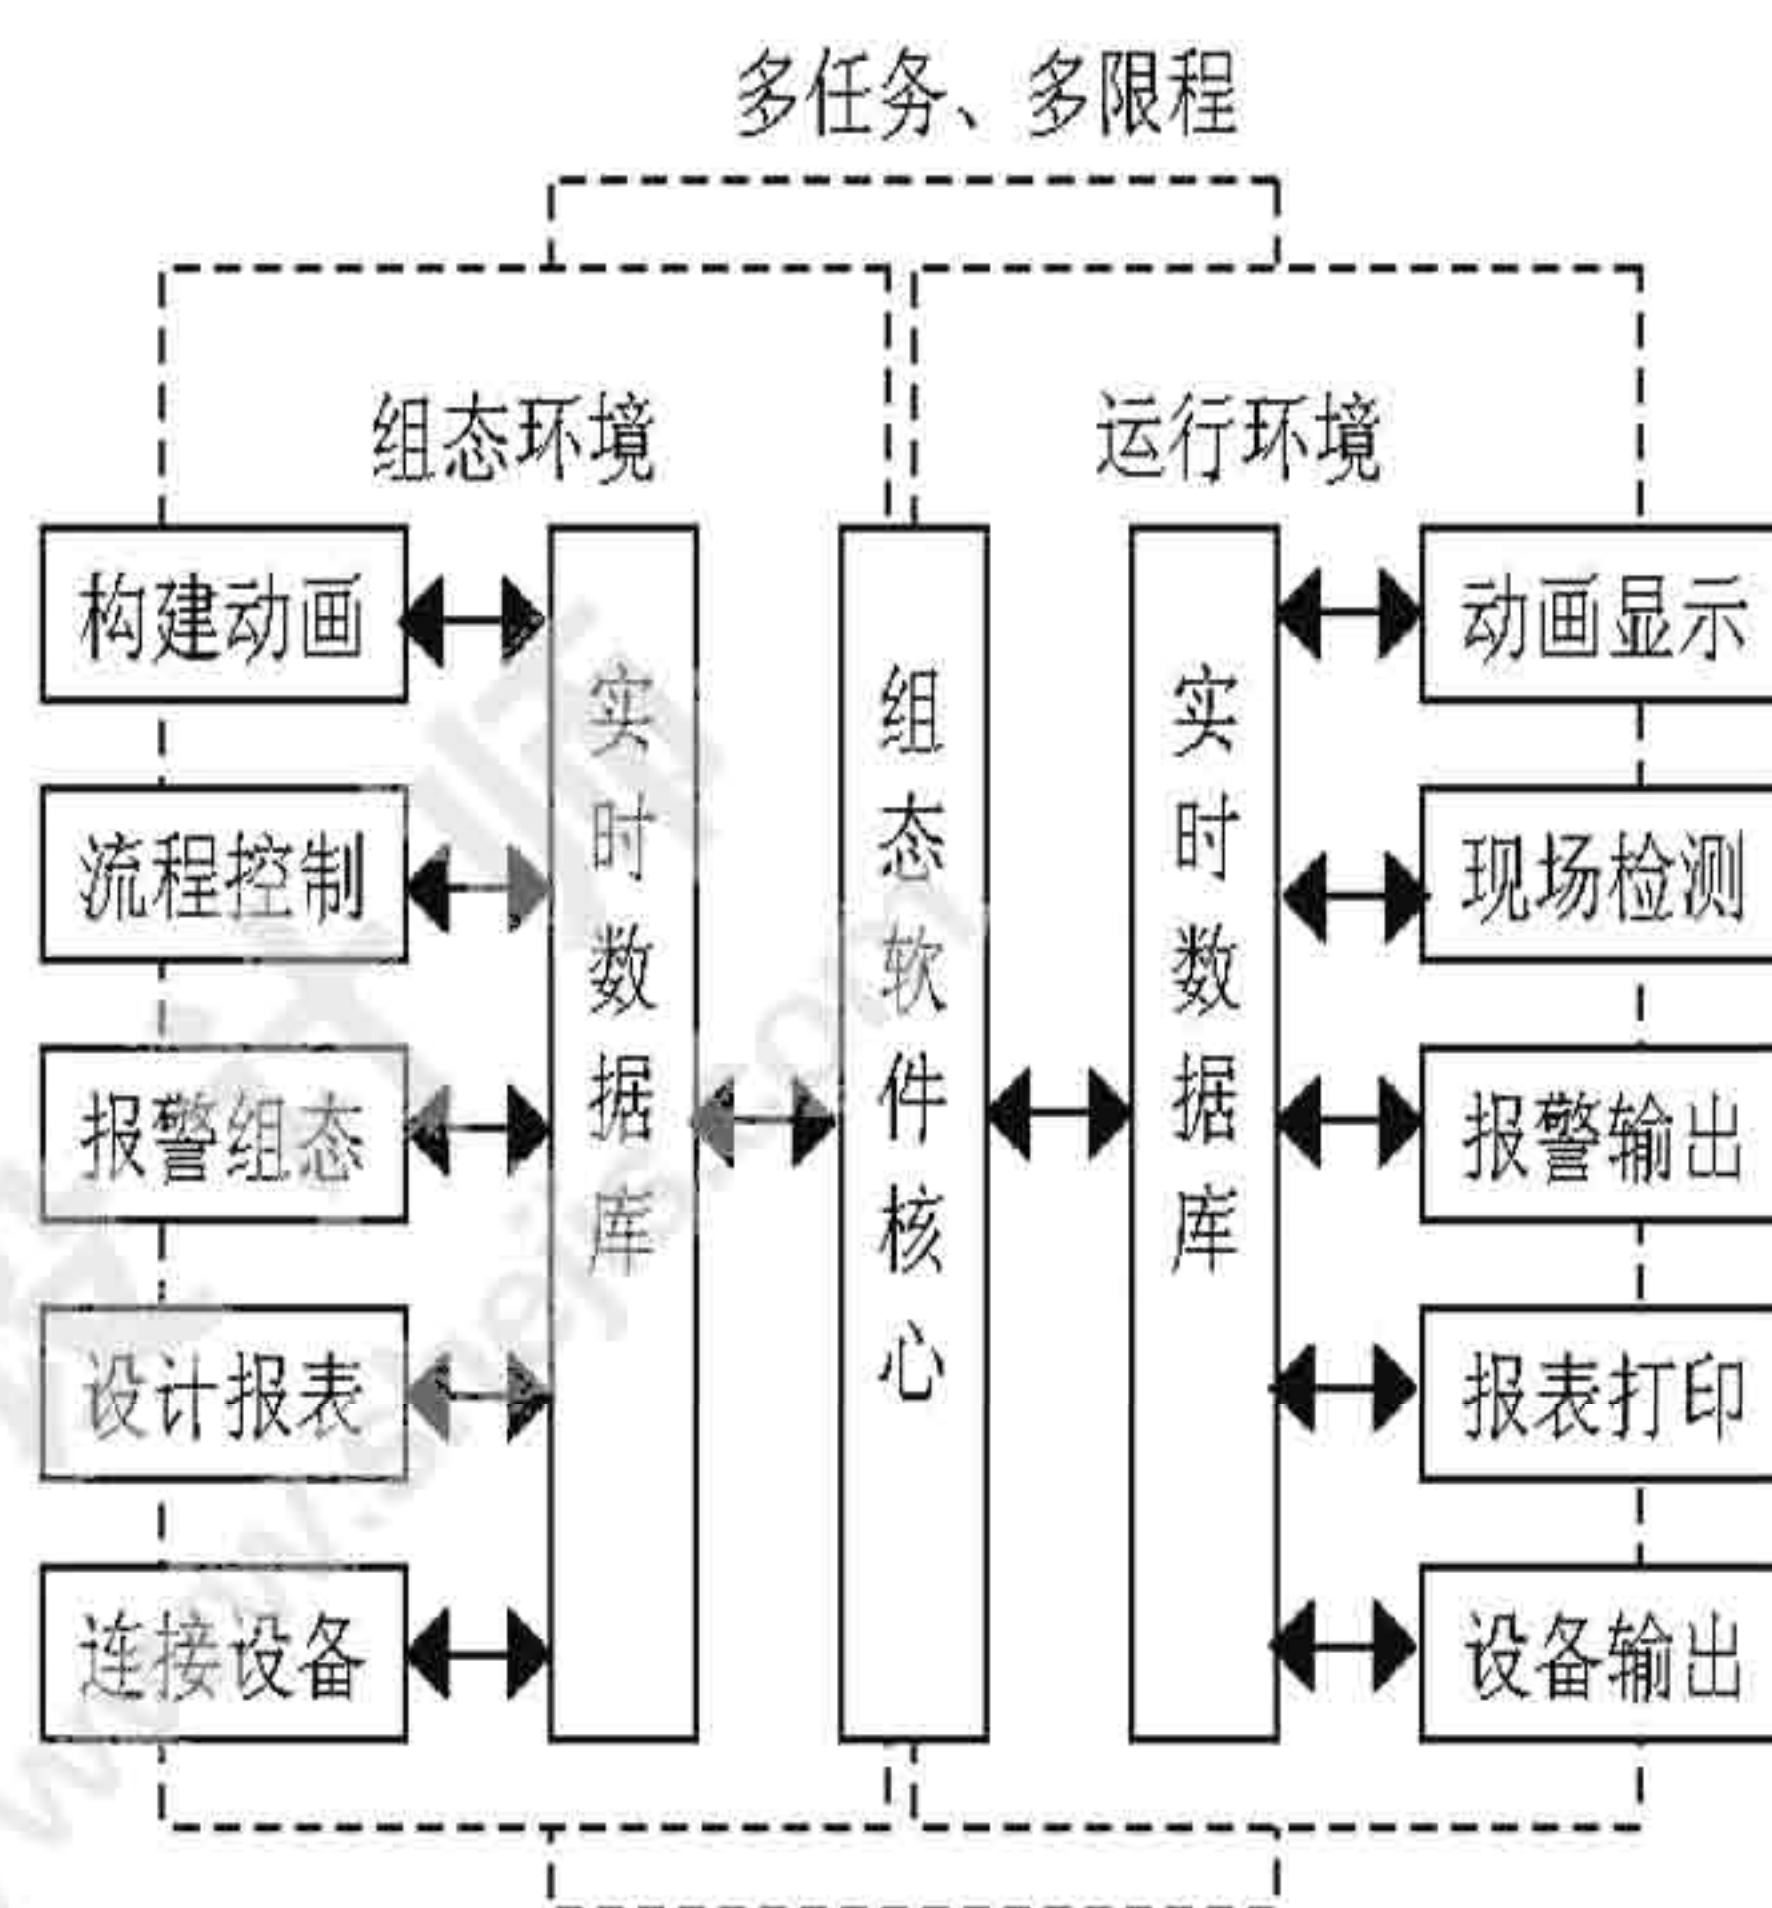 多任务、多限程
组态环境
运行环境
构建动画
流程控制
报警组态
设计报表
连接设备
实时数据库
组态软件核心
实时数据库
动画显示
现场检测
报警输出
报表打印
设备输出